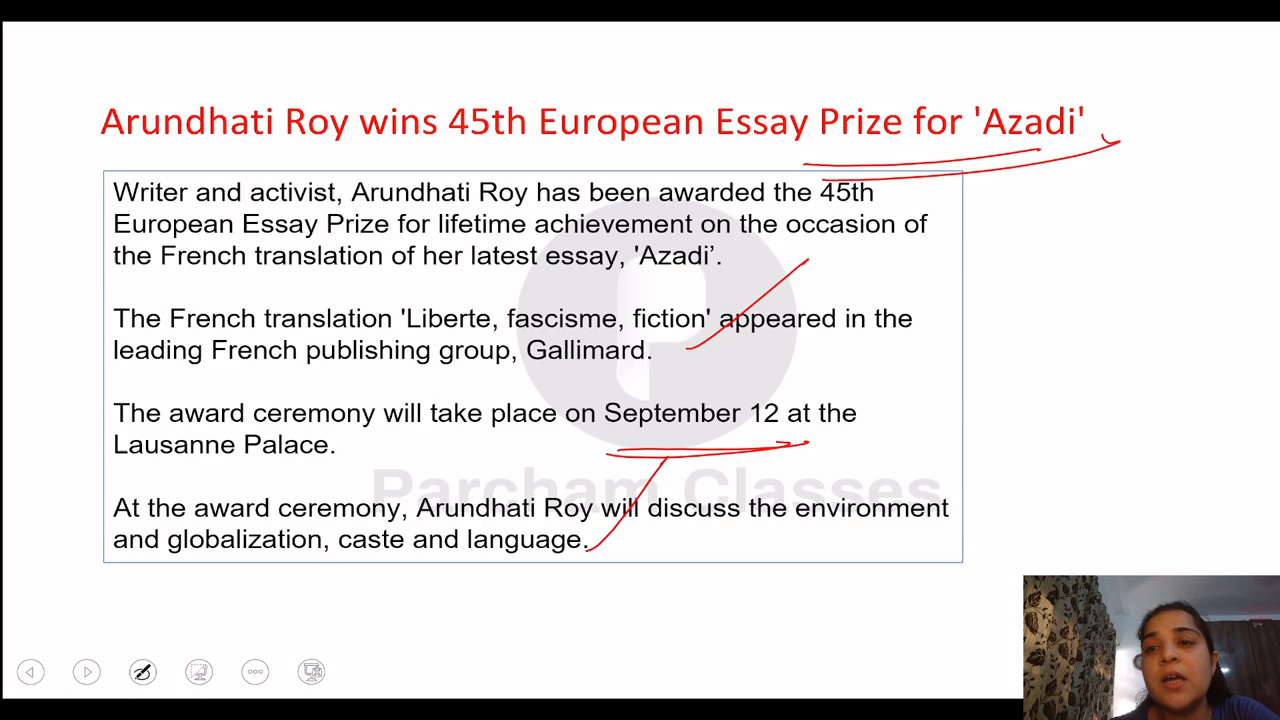 Arundhati Roy wins 45th European Essay Prize for 'Azadi'
Writer and activist, Arundhati Roy has been awarded the 45th
European Essay Prize for lifetime achievement on the occasion of
the French translation of her latest essay, 'Azadi’.
The French translation 'Liberte, fascisme, fiction' appeared in the
leading French publishing group, Gallimard.
The award ceremony will take place on September 12 at the
Lausanne Palace.
Parcham Classes
At the award ceremony, Arundhati Roy will discuss the environment
and globalization, caste and language.